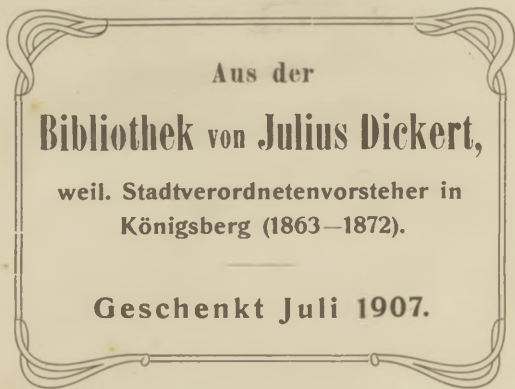 Aus der
Bibliothek von Julius Dickert,
weil. Stadtverordnetenvorsteher in
Königsberg (1863—1872).
Geschenkt Juli 1907.